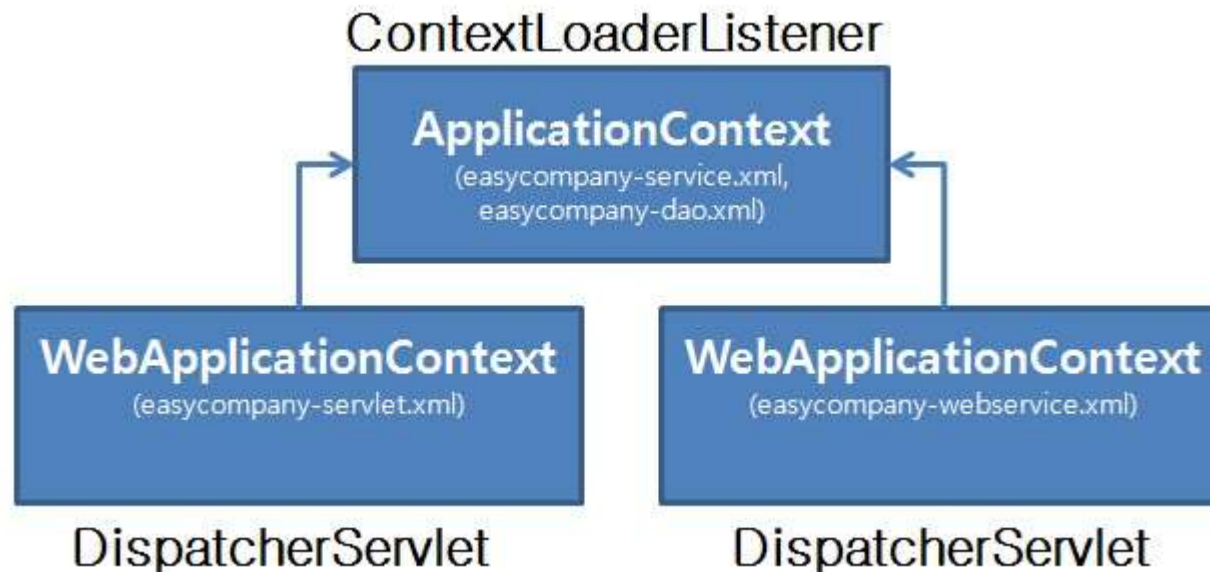 ContextLoaderListener
ApplicationContext
(easycompany-service.xml,
easycompany-dao.xml)
WebApplicationContext
(easycompany-servlet.xml)
DispatcherServlet
WebApplicationContext
(easycompany-webservice.xml)
DispatcherServlet